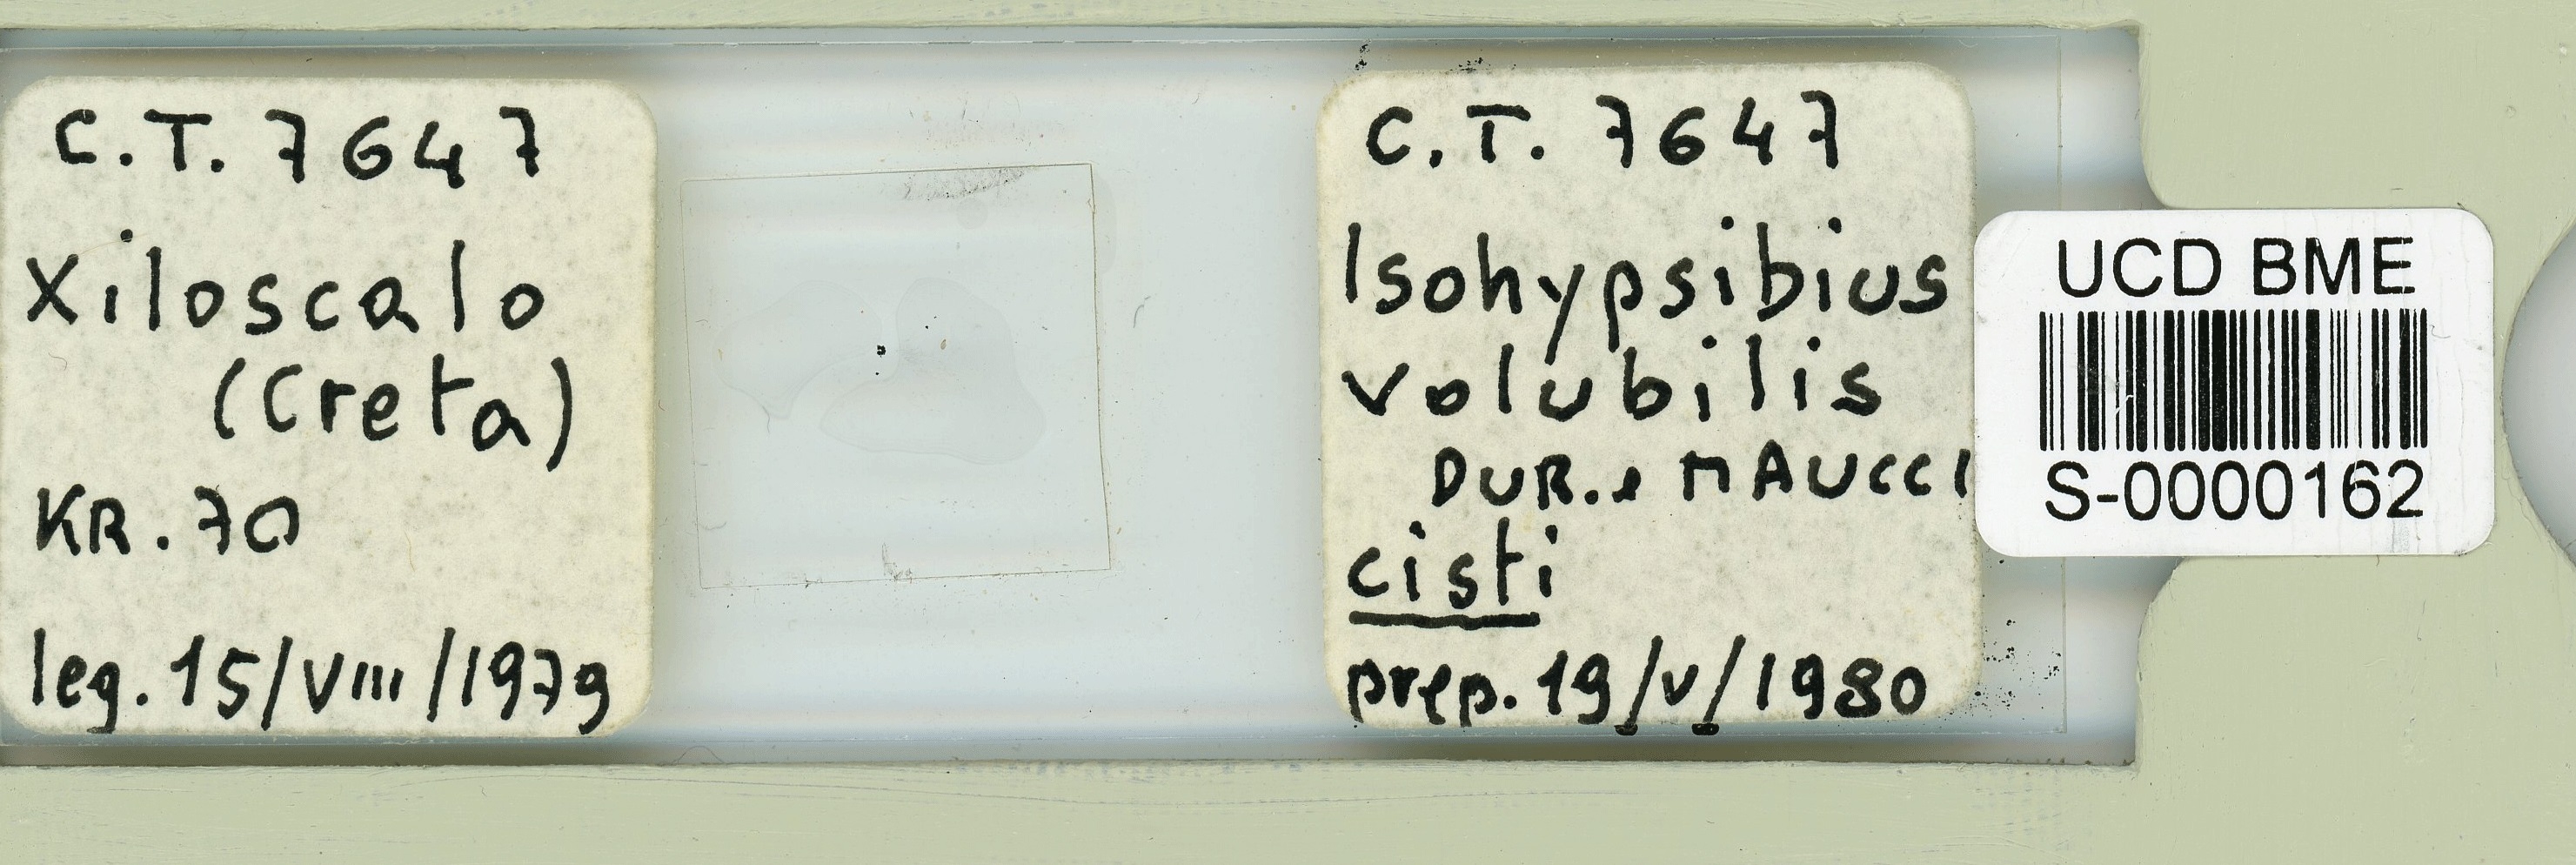 C.T. 7647
Xiloscalo
(Creta)
KR. 70
leg. 15/VIII/1979
C.T. 7647
Isohypsibius
volubilis
DUR. e MAUCCI
cisti
prep. 19/V/1980
UCD BME
S-0000162